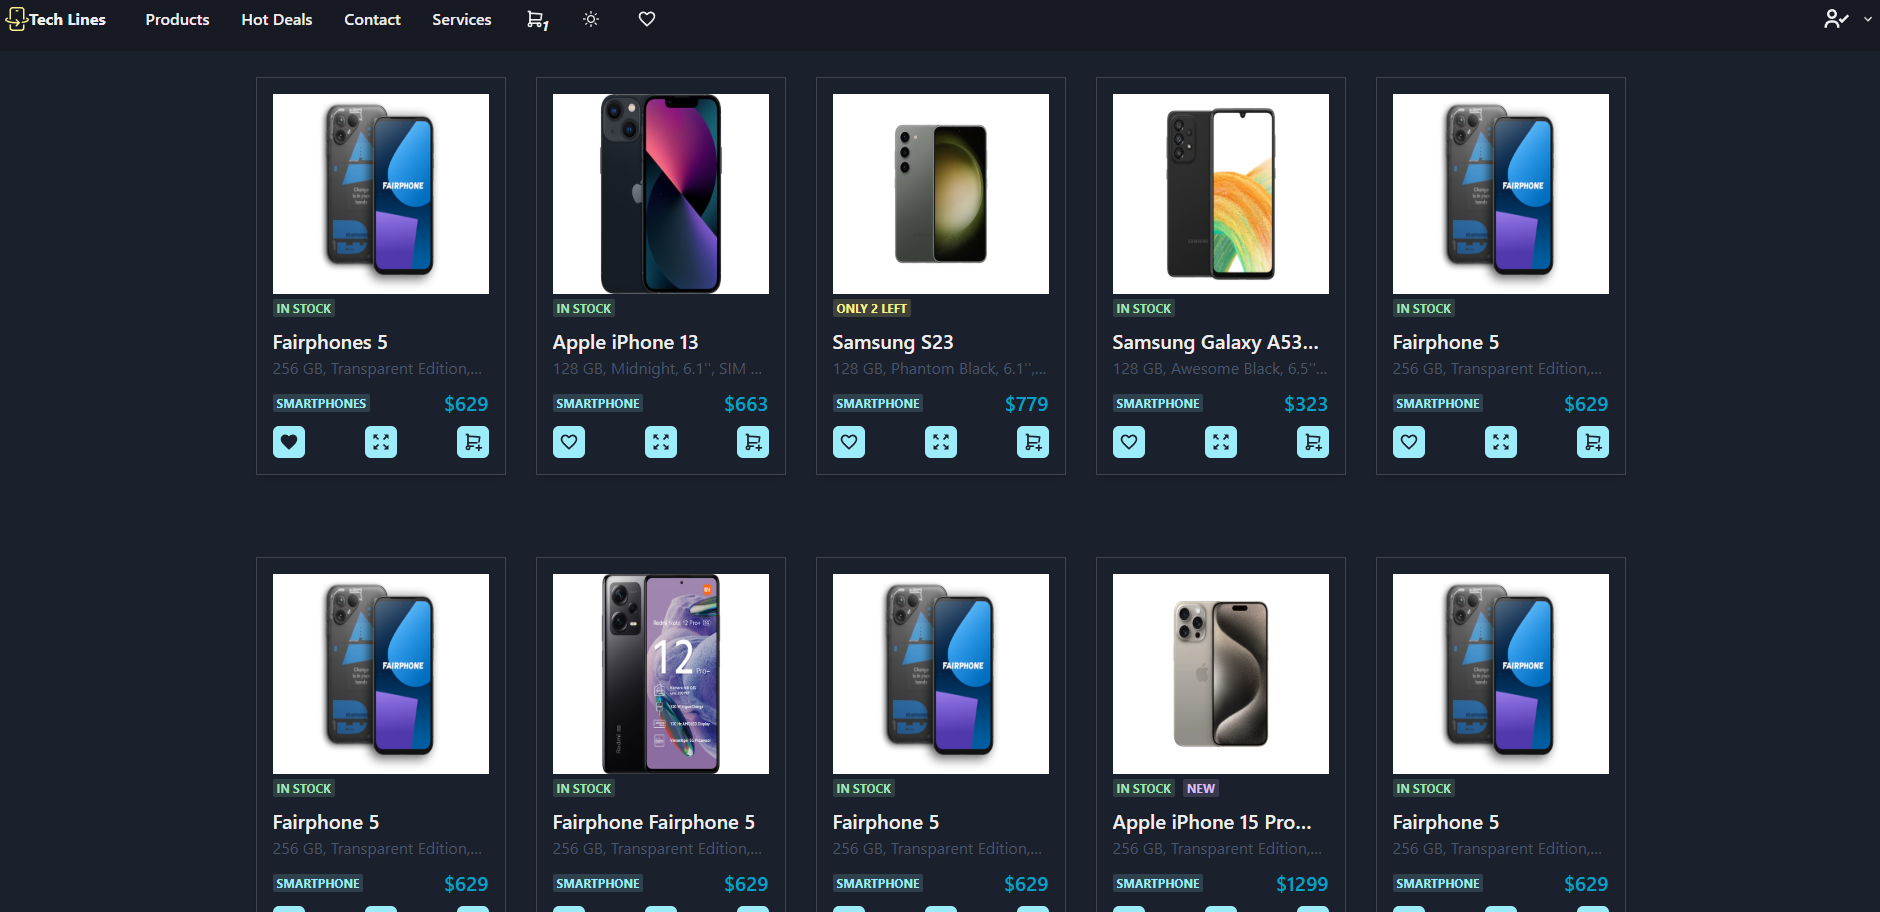 Tech Lines Products Hot Deals Contact Services 1
FAIRPHONE FAIRPHONE
IN STOCK IN STOCK ONLY 2 LEFT IN STOCK IN STOCK
Fairphones 5 Apple iPhone 13 Samsung S23 Samsung Galaxy A53... Fairphone 5
256 GB, Transparent Edition,... 128 GB, Midnight, 6.1", SIM ... 128 GB, Phantom Black, 6.1",... 128 GB, Awesome Black, 6.5"... 256 GB, Transparent Edition,...
SMARTPHONES $629 SMARTPHONE $663 SMARTPHONE $779 SMARTPHONE $323 SMARTPHONE $629
Redmi Note 12 Pro+ 5G
12 Pro+
FAIRPHONE FAIRPHONE FAIRPHONE
IN STOCK IN STOCK IN STOCK IN STOCK NEW IN STOCK
Fairphone 5 Fairphone Fairphone 5 Fairphone 5 Apple iPhone 15 Pro... Fairphone 5
256 GB, Transparent Edition,... 256 GB, Transparent Edition,... 256 GB, Transparent Edition,... 256 GB, Transparent Edition,... 256 GB, Transparent Edition,...
SMARTPHONE $629 SMARTPHONE $629 SMARTPHONE $629 SMARTPHONE $1299 SMARTPHONE $629